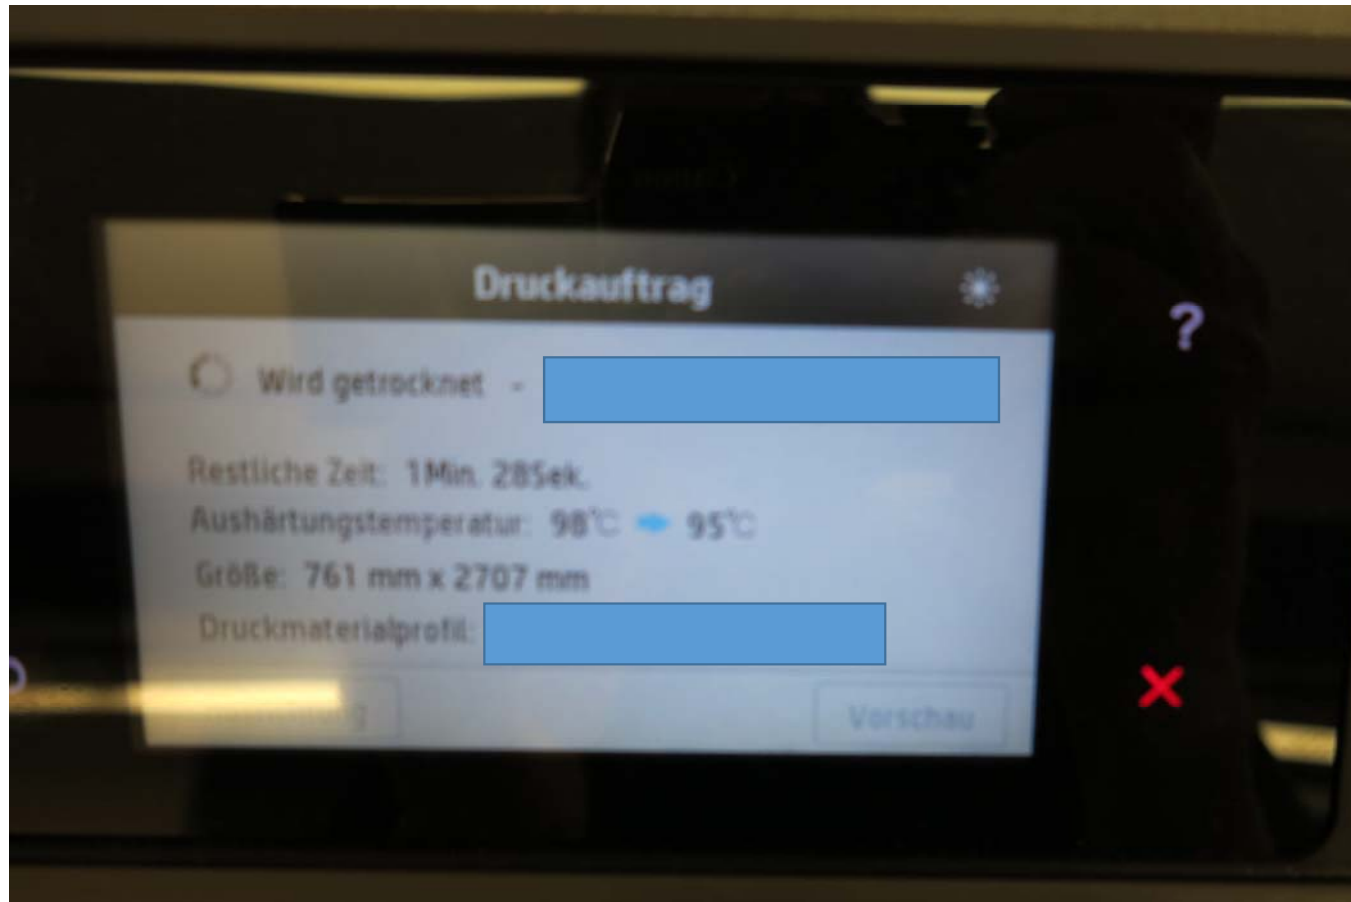 Druckauftrag
?
Wird getrocknet -
Restliche Zeit: 1Min. 28Sek.
Aushärtungstemperatur: 98°C 95°C
Größe: 761 mm x 2707 mm
Druckmaterialprofil:
Vorschau